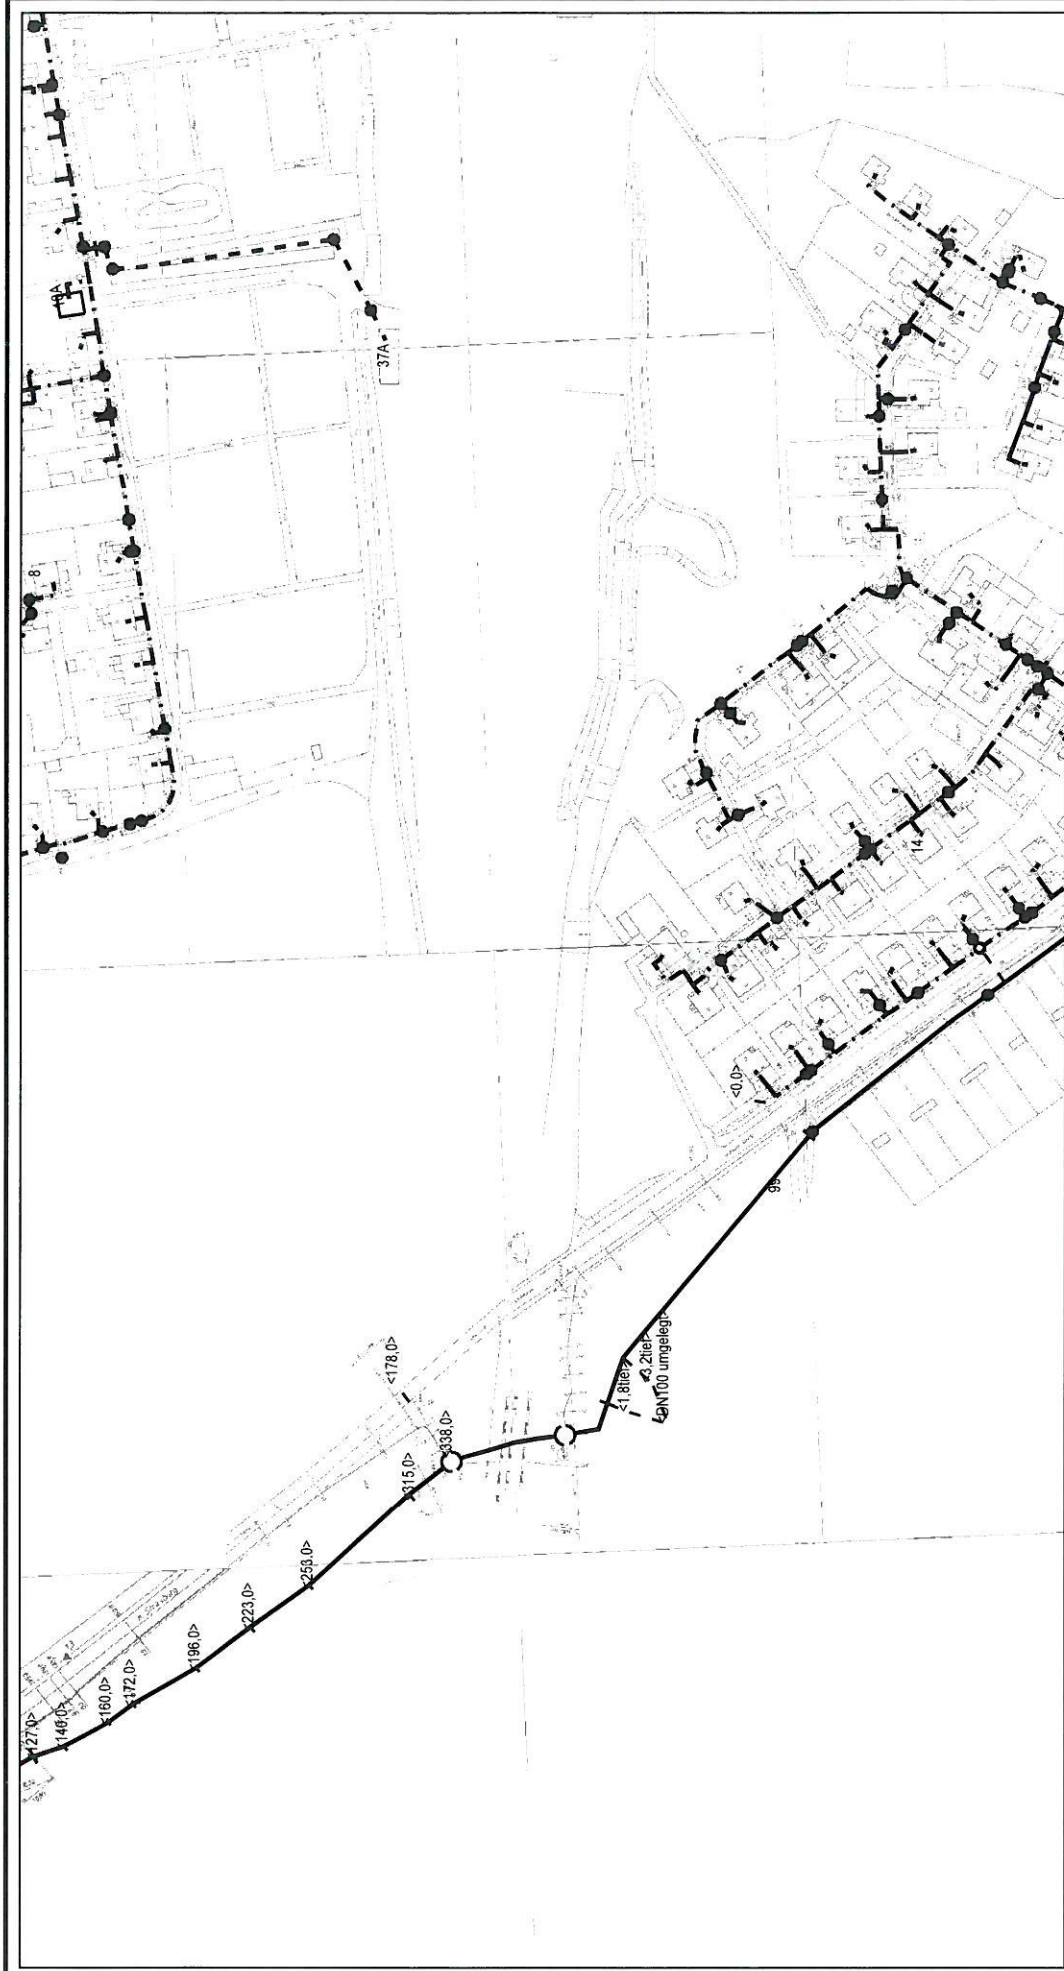 18A
37A
8
14
<0.0>
99
<178,0>
338,0>
<1,8tief>
<3,2tief>
<DN100 umgelegt>
315,0>
<253.0>
<223,0>
<196,0>
<172,0>
<160,0>
<146,0>
<127,0>